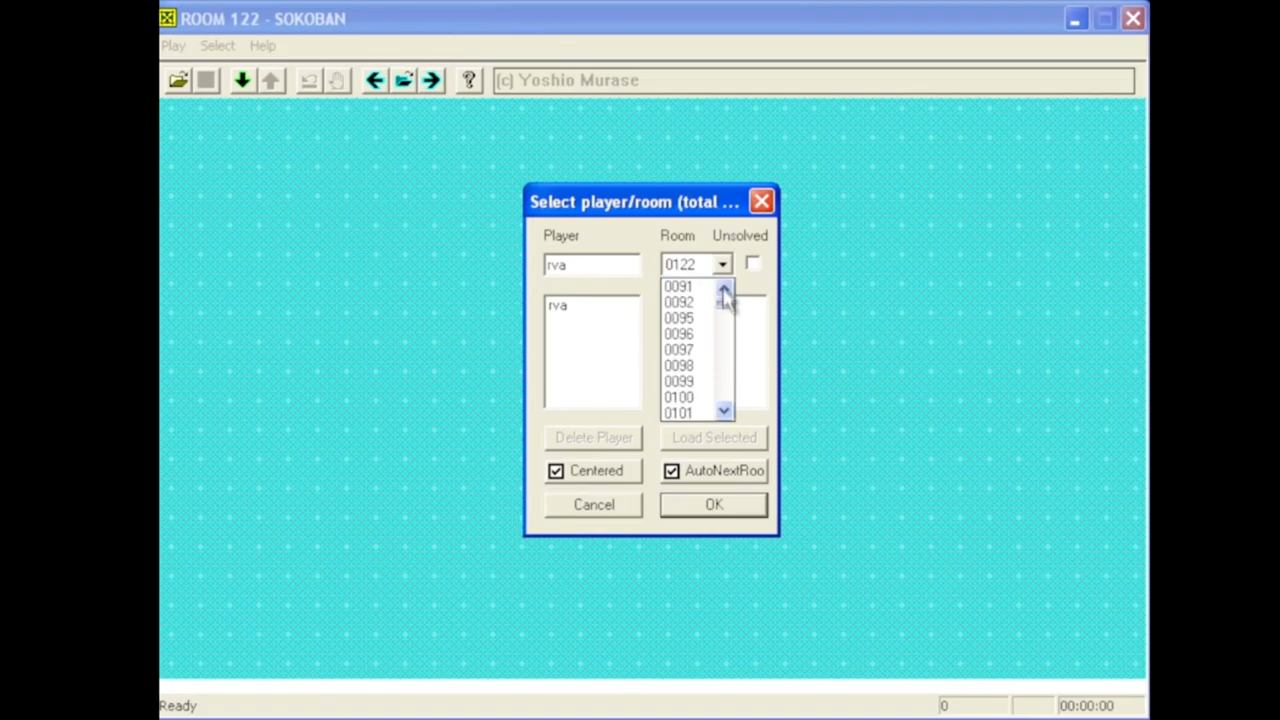 ROOM 122 - SOKOBAN
Play Select Help
(c) Yoshio Murase
Select player/room (total ...
Player Room Unsolved
rva 0122
rva
0091
0092
0095
0096
0097
0098
0099
0100
0101
Delete Player Load Selected
Centered AutoNextRoo
Cancel OK
Ready 0 00:00:00